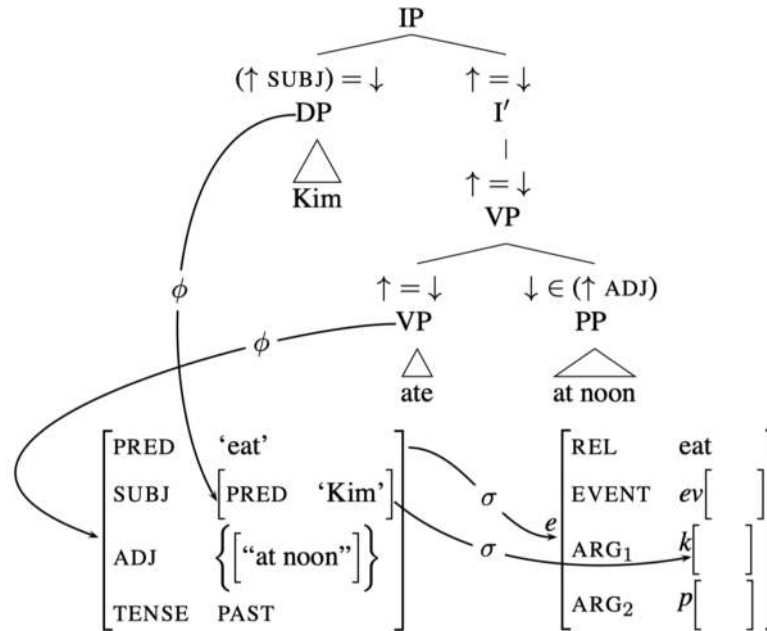 IP
(↑ SUBJ) = ↓ ↑ = ↓
DP I′
Kim
↑ = ↓
VP
ϕ
↑ = ↓ ↓ ∈ (↑ ADJ)
VP PP
ϕ
ate at noon
PRED ‘eat’
SUBJ [PRED ‘Kim’]
ADJ {[“at noon”]}
TENSE PAST
σ
σ
e
REL eat
EVENT ev[ ]
ARG₁ k[ ]
ARG₂ p[ ]